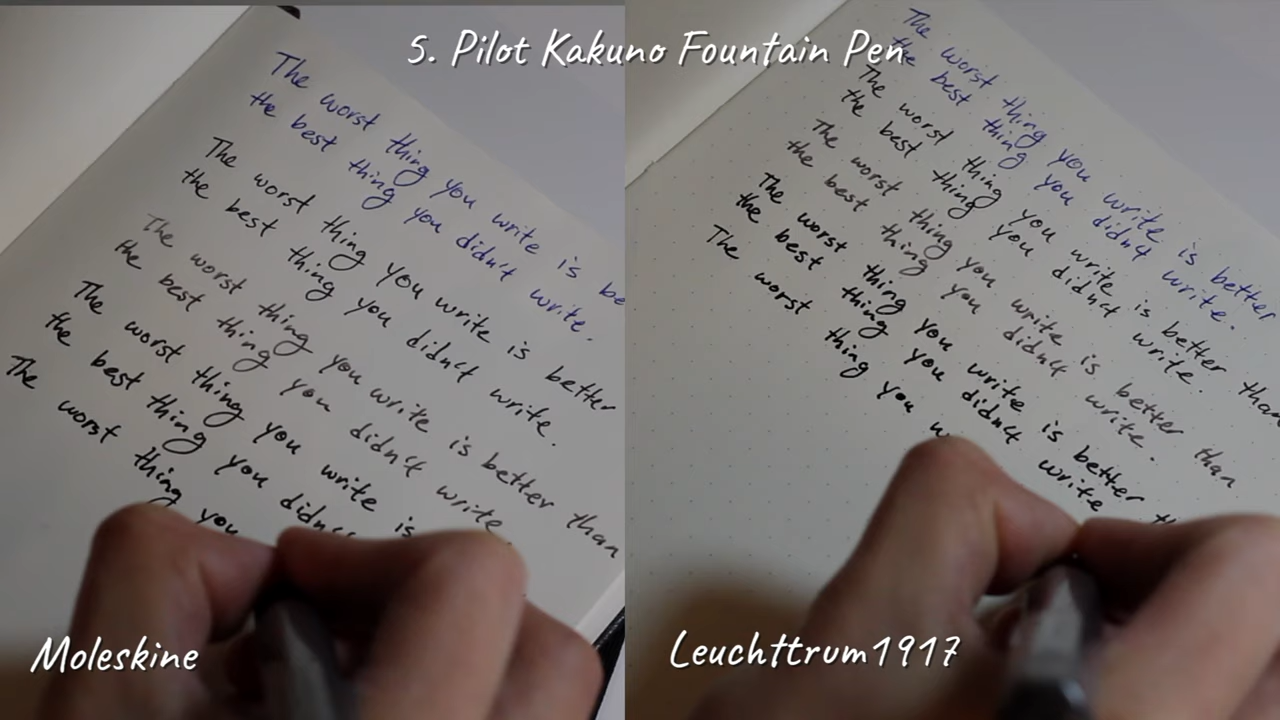 5. Pilot Kakuno Fountain Pen
The worst thing you write is be
the best thing you didn't write.
The worst thing you write is better
the best thing you didn't write.
The worst thing you write is better than
the best thing you didn't write.
The worst thing you write is
the best thing you didn't
The worst thing you
Moleskine
The worst thing you write is better
the best thing you didn't write.
The worst thing you write is better than
the best thing you didn't write.
The worst thing you write is better than
the best thing you didn't write.
The worst thing you write is better th
the best thing you didn't write
The worst thing you w
Leuchttrum1917